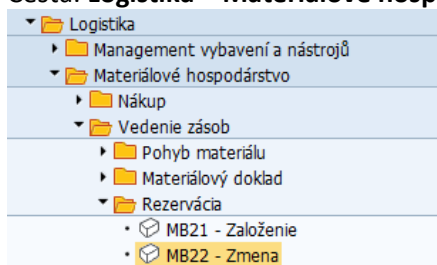 Logistika
Management vybavení a nástrojů
Materiálové hospodárstvo
Nákup
Vedenie zásob
Pohyb materiálu
Materiálový doklad
Rezervácia
MB21 - Založenie
MB22 - Zmena